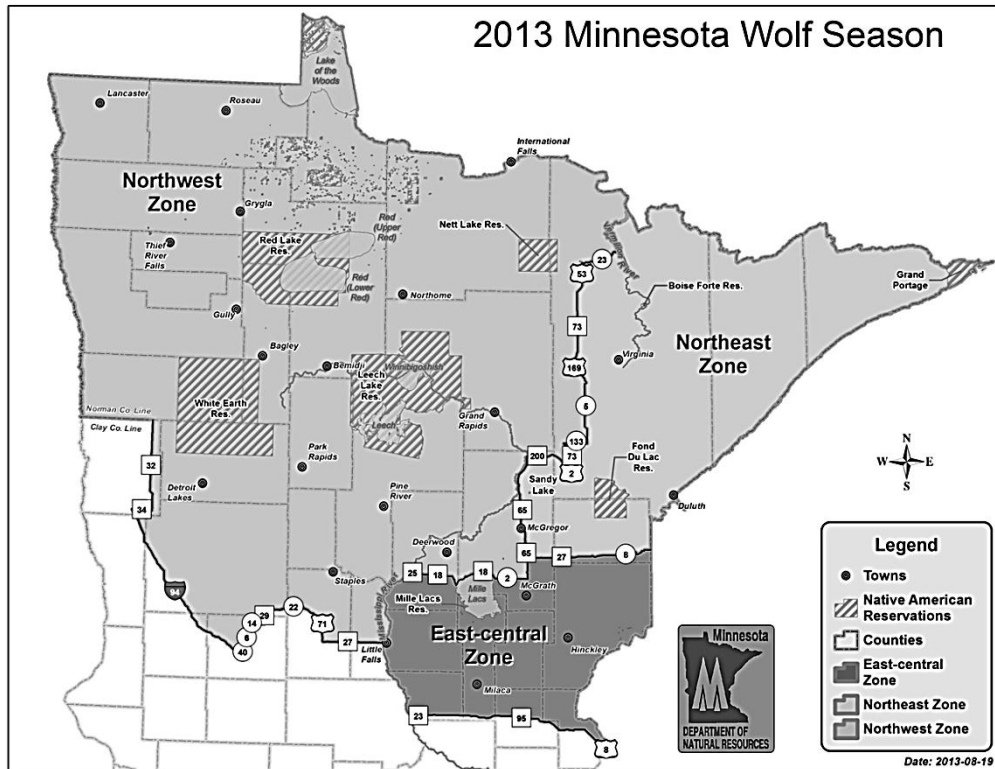 2013 Minnesota Wolf Season
Lake
of the
Woods
Lancaster
Roseau
International
Falls
Northwest
Zone
Grygla
Red
(Upper
Red)
Nett Lake Res.
Vermilion River
23
53
Thief
River
Falls
Red Lake
Res.
Red
(Lower
Red)
Boise Forte Res.
Grand
Portage
Northome
Gully
73
Northeast
Zone
Bagley
Bemidji
Winnibigoshish
Virginia
169
Leech
Lake
Res.
White Earth
Res.
Leech
Grand
Rapids
5
Norman Co. Line
Clay Co. Line
133
73
2
200
Sandy
Lake
Fond
Du Lac
Res.
N
W E
S
32
Park
Rapids
Detroit
Lakes
Pine
River
65
Duluth
34
McGregor
Deerwood
65
27
8
Staples
25
18
18
2
Mississippi River
Mille Lacs
Res.
Mille
Lacs
McGrath
94
22
29
14
6
40
71
27
Little
Falls
East-central
Zone
Hinckley
Milaca
23
95
8
Minnesota
DEPARTMENT OF
NATURAL RESOURCES
Legend
Towns
Native American
Reservations
Counties
East-central
Zone
Northeast Zone
Northwest Zone
Date: 2013-08-19